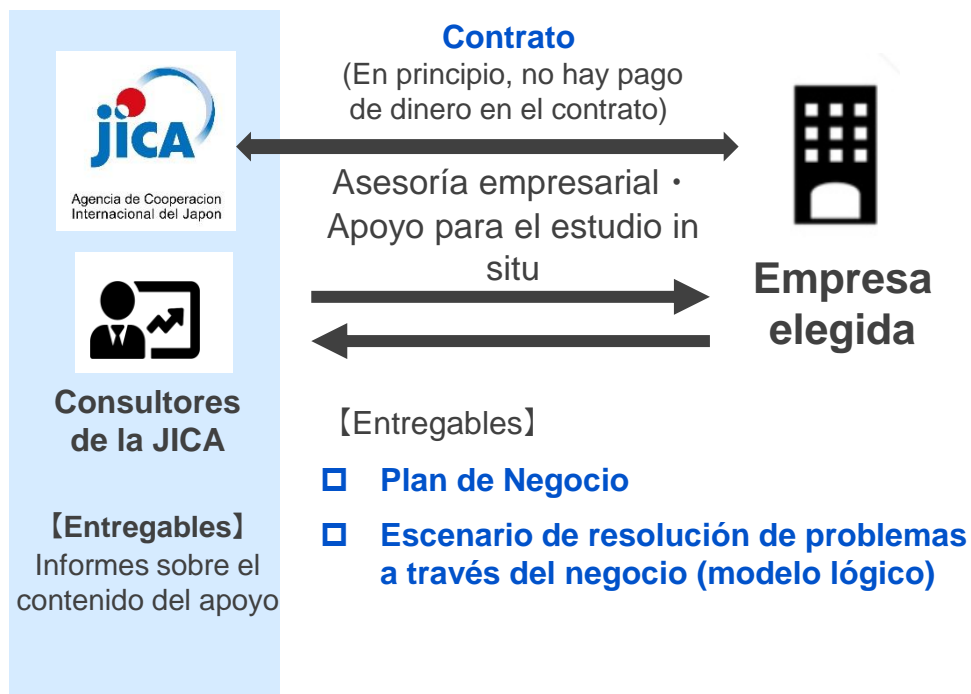 Contrato
(En principio, no hay pago
de dinero en el contrato)
jica
Agencia de Cooperacion
Internacional del Japon
Asesoría empresarial・
Apoyo para el estudio in
situ
Empresa
elegida
Consultores
de la JICA
【Entregables】
Informes sobre el
contenido del apoyo
【Entregables】
Plan de Negocio
Escenario de resolución de problemas
a través del negocio (modelo lógico)